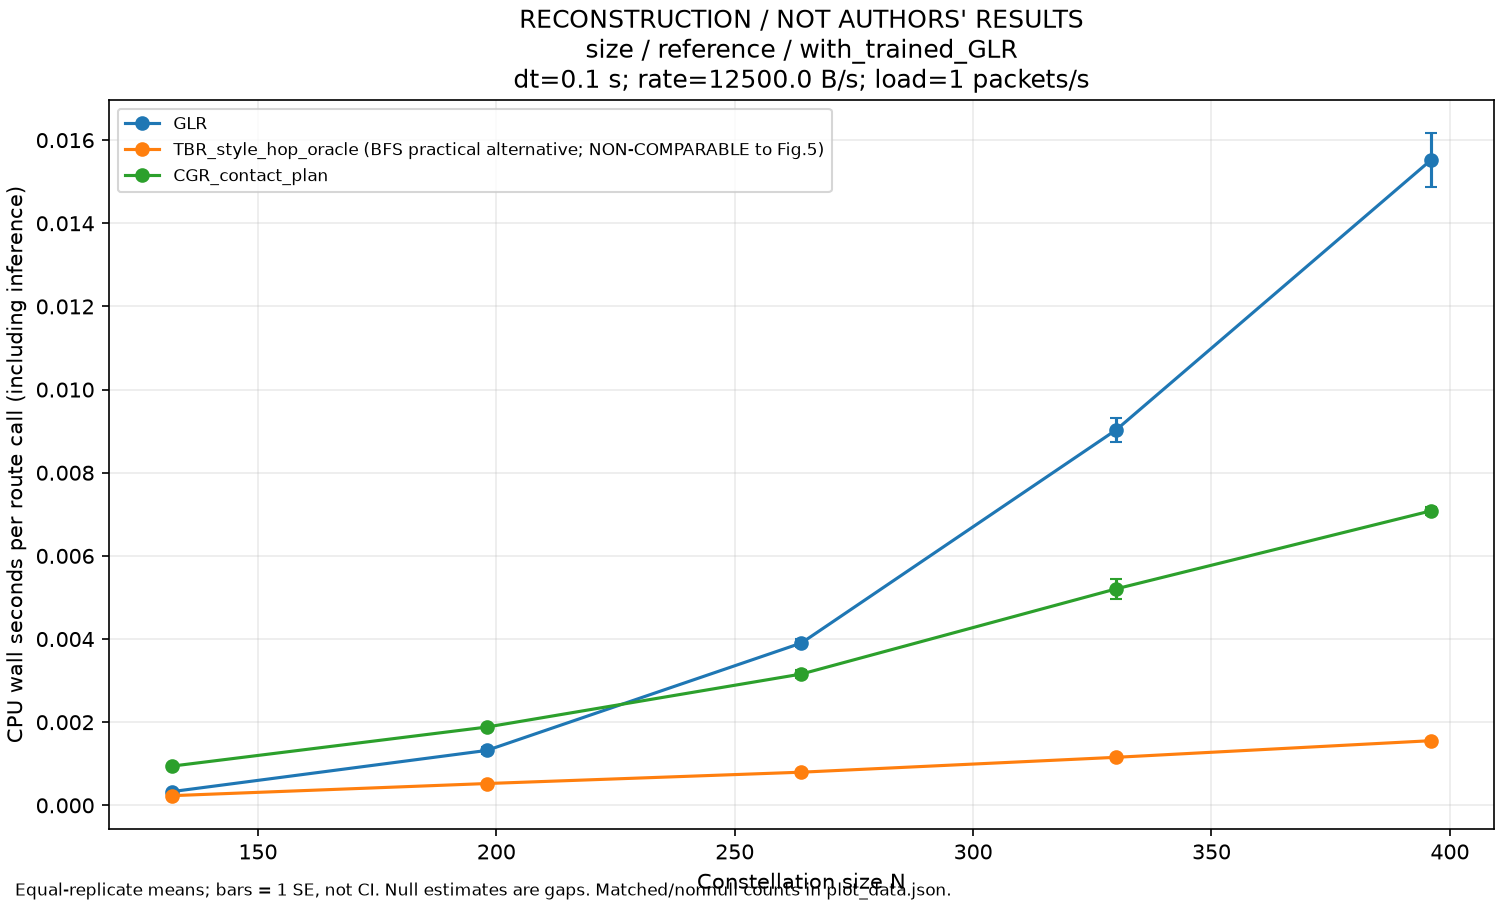 RECONSTRUCTION / NOT AUTHORS' RESULTS
size / reference / with_trained_GLR
dt=0.1 s; rate=12500.0 B/s; load=1 packets/s
GLR
TBR_style_hop_oracle (BFS practical alternative; NON-COMPARABLE to Fig.5)
CGR_contact_plan
CPU wall seconds per route call (including inference)
0.016
0.014
0.012
0.010
0.008
0.006
0.004
0.002
0.000
150 200 250 300 350 400
Constellation size N
Equal-replicate means; bars = 1 SE, not CI. Null estimates are gaps. Matched/nonnull counts in plot_data.json.